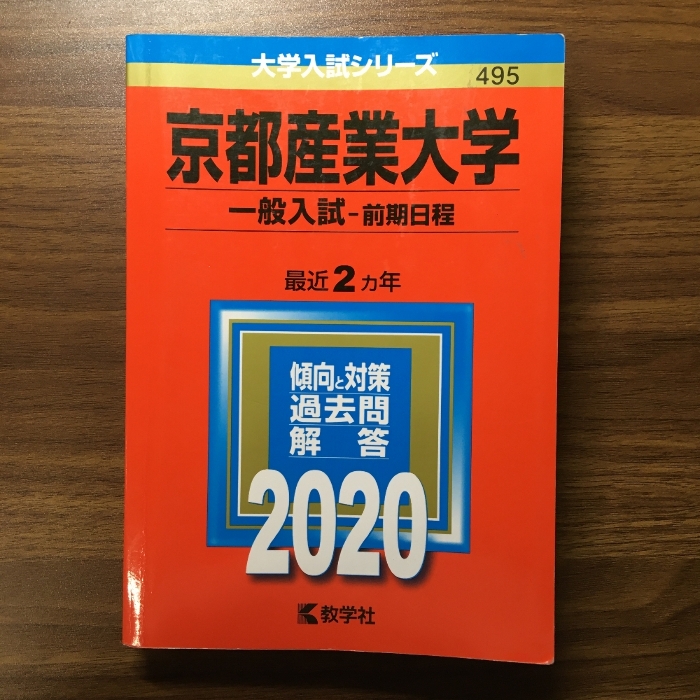 大学入試シリーズ
495
京都産業大学
一般入試-前期日程
最近2カ年
傾向と対策
過去問
解答
2020
教学社